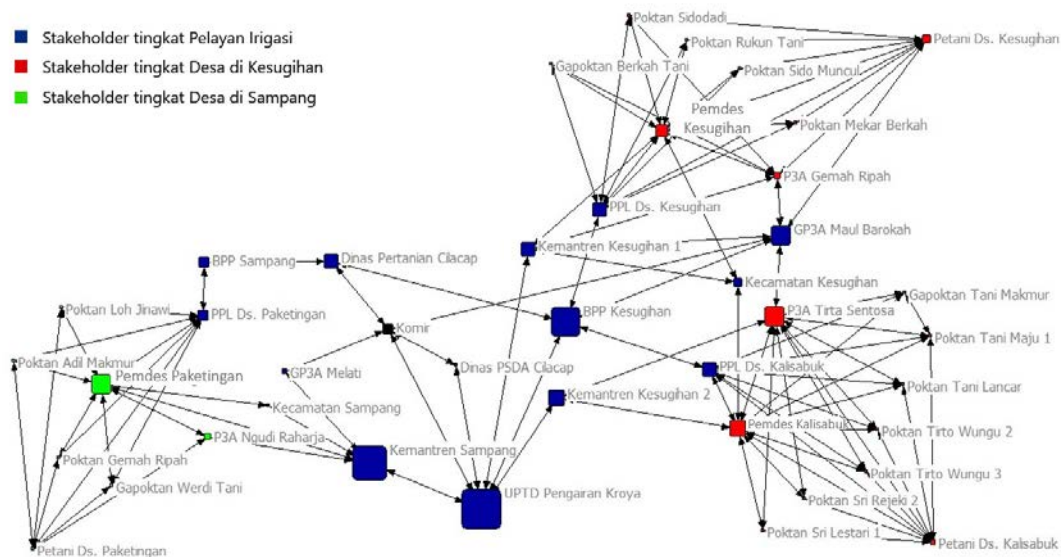 Stakeholder tingkat Pelayan Irigasi
Stakeholder tingkat Desa di Kesugihan
Stakeholder tingkat Desa di Sampang
Poktan Sidodadi
Petani Ds. Kesugihan
Poktan Rukun Tani
Gapoktan Berkah Tani
Poktan Sido Muncul
Pemdes
Kesugihan
Poktan Mekar Berkah
P3A Gemah Ripah
PPL Ds. Kesugihan
GP3A Maul Barokah
Kemantren Kesugihan 1
BPP Sampang
Dinas Pertanian Cilacap
Kecamatan Kesugihan
Gapoktan Tani Makmur
Poktan Loh Jinawi
PPL Ds. Paketingan
BPP Kesugihan
P3A Tirta Sentosa
Komir
Poktan Tani Maju 1
Poktan Adil Makmur
GP3A Melati
Dinas PSDA Cilacap
PPL Ds. Kalisabuk
Pemdes Paketingan
Poktan Tani Lancar
Kecamatan Sampang
Kemantren Kesugihan 2
Pemdes Kalisabuk
Poktan Tirto Wungu 2
P3A Ngudi Raharja
Kemantren Sampang
Poktan Gemah Ripah
Poktan Tirto Wungu 3
Gapoktan Werdi Tani
UPTD Pengairan Kroya
Poktan Sri Rejeki 2
Poktan Sri Lestari 1
Petani Ds. Paketingan
Petani Ds. Kalisabuk